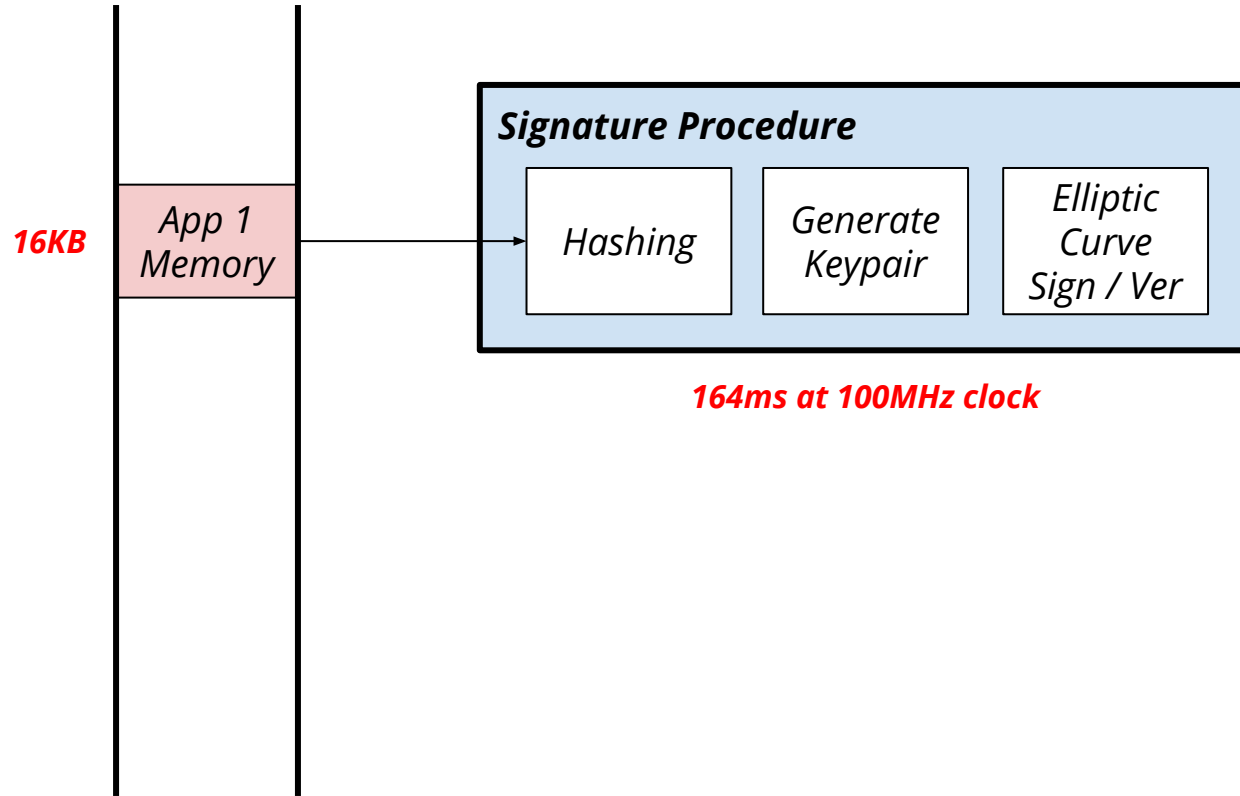 Signature Procedure
16KB
App 1
Memory
Hashing
Generate
Keypair
Elliptic
Curve
Sign / Ver
164ms at 100MHz clock